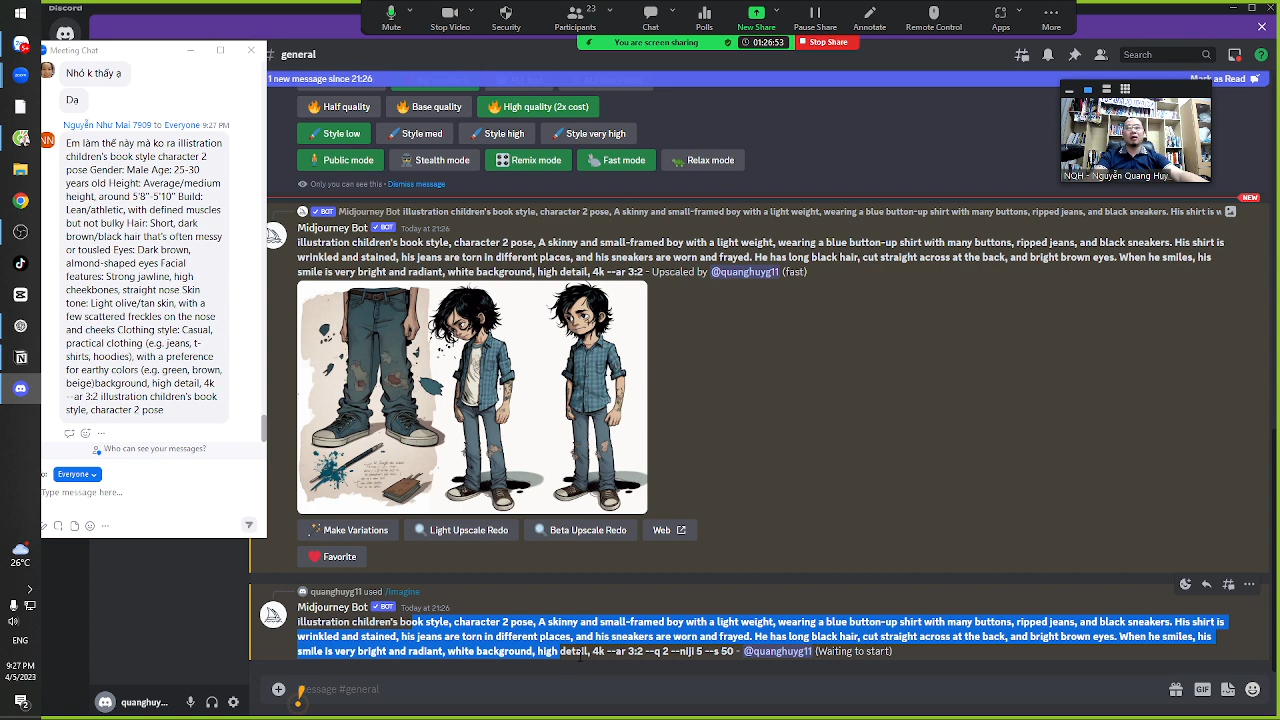 Discord
Mute
Stop Video
Security
23
Participants
Chat
Polls
New Share
Pause Share
Annotate
Remote Control
Apps
More
You are screen sharing
01:26:53
Stop Share
Meeting Chat
Nhỏ k thấy ạ
Dạ
Nguyễn Như Mai 7909 to Everyone 9:27 PM
NN
Em làm thế này mà ko ra illustration
children's book style character 2
pose Gender: Male Age: 25-30
years old Height: Average/medium
height, around 5'8"-5'10" Build:
Lean/athletic, with defined muscles
but not bulky Hair: Short, dark
brown hair that's often messy
or tousled Eyes: Dark brown,
almond-shaped eyes Facial
features: Strong jawline, high
cheekbones, straight nose Skin
tone: Light olive/tan skin, with a
few scattered freckles on the nose
and cheeks Clothing style: Casual,
practical clothing (e.g. jeans, t-
shirts, hoodies), with a preference
for earthy colors (e.g. green, brown,
beige)background, high detail, 4k
--ar 3:2 illustration children's book
style, character 2 pose
Who can see your messages?
Everyone
Type message here...
general
Search
1 new message since 21:26
Mark as Read
Half quality
Base quality
High quality (2x cost)
Style low
Style med
Style high
Style very high
Public mode
Stealth mode
Remix mode
Fast mode
Relax mode
Only you can see this • Dismiss message
NEW
BOT Midjourney Bot illustration children's book style, character 2 pose, A skinny and small-framed boy with a light weight, wearing a blue button-up shirt with many buttons, ripped jeans, and black sneakers. His shirt is w
Midjourney Bot BOT Today at 21:26
illustration children's book style, character 2 pose, A skinny and small-framed boy with a light weight, wearing a blue button-up shirt with many buttons, ripped jeans, and black sneakers. His shirt is
wrinkled and stained, his jeans are torn in different places, and his sneakers are worn and frayed. He has long black hair, cut straight across at the back, and bright brown eyes. When he smiles, his
smile is very bright and radiant, white background, high detail, 4k --ar 3:2 - Upscaled by @quanghuyg11 (fast)
Make Variations
Light Upscale Redo
Beta Upscale Redo
Web
Favorite
quanghuyg11 used /imagine
Midjourney Bot BOT Today at 21:26
illustration children's book style, character 2 pose, A skinny and small-framed boy with a light weight, wearing a blue button-up shirt with many buttons, ripped jeans, and black sneakers. His shirt is
wrinkled and stained, his jeans are torn in different places, and his sneakers are worn and frayed. He has long black hair, cut straight across at the back, and bright brown eyes. When he smiles, his
smile is very bright and radiant, white background, high detail, 4k --ar 3:2 --q 2 --niji 5 --s 50 - @quanghuyg11 (Waiting to start)
GIF
quanghuy...
NQH - Nguyễn Quang Huy
26°C
ENG
9:27 PM
4/5/2023